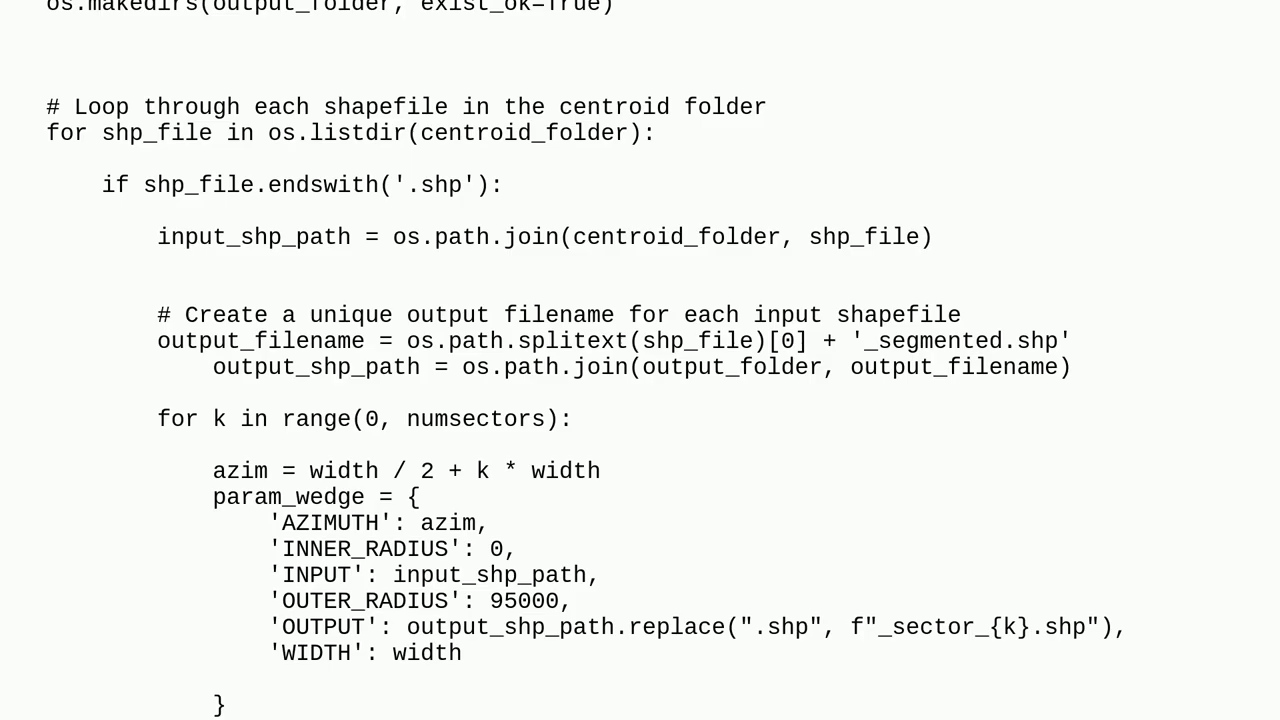 os.makedirs(output_folder, exist_ok=True)
# Loop through each shapefile in the centroid folder
for shp_file in os.listdir(centroid_folder):
if shp_file.endswith('.shp'):
input_shp_path = os.path.join(centroid_folder, shp_file)
# Create a unique output filename for each input shapefile
output_filename = os.path.splitext(shp_file)[0] + '_segmented.shp'
output_shp_path = os.path.join(output_folder, output_filename)
for k in range(0, numsectors):
azim = width / 2 + k * width
param_wedge = {
'AZIMUTH': azim,
'INNER_RADIUS': 0,
'INPUT': input_shp_path,
'OUTER_RADIUS': 95000,
'OUTPUT': output_shp_path.replace(".shp", f"_sector_{k}.shp"),
'WIDTH': width
}